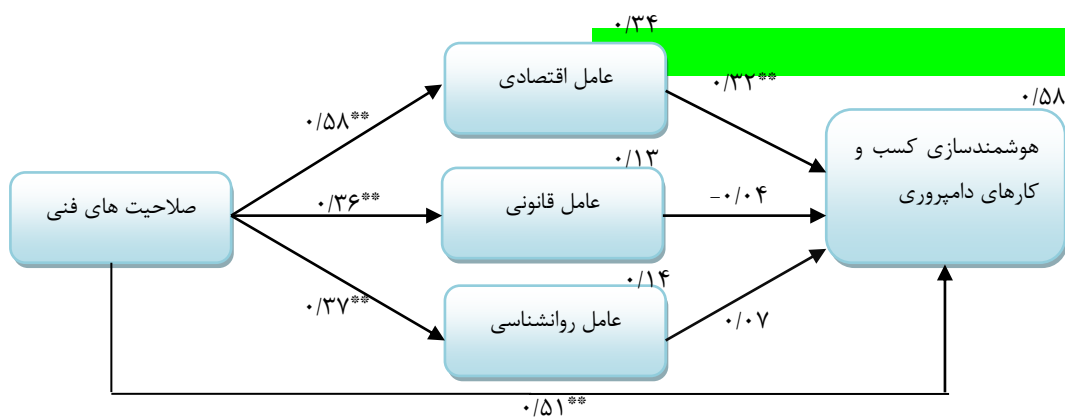 ۰/۳۴
عامل اقتصادی
۰/۳۲**
۰/۵۸
هوشمندسازی کسب و
کارهای دامپروری
۰/۵۸**
۰/۱۳
عامل قانونی
-۰/۰۴
صلاحیت های فنی
۰/۳۶**
۰/۱۴
عامل روانشناسی
۰/۳۷**
۰/۰۷
۰/۵۱**